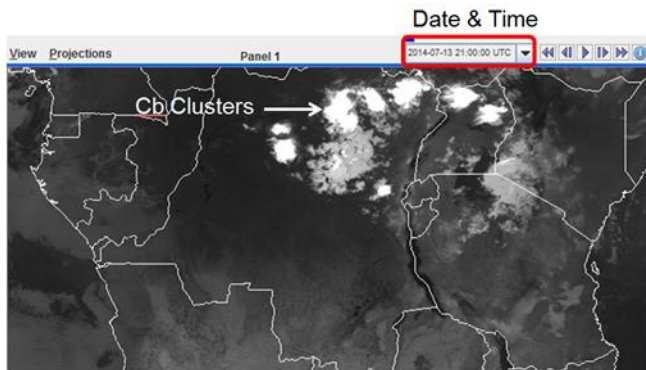 Date & Time
View Projections Panel 1 2014-07-13 21:00:00 UTC
Cb Clusters